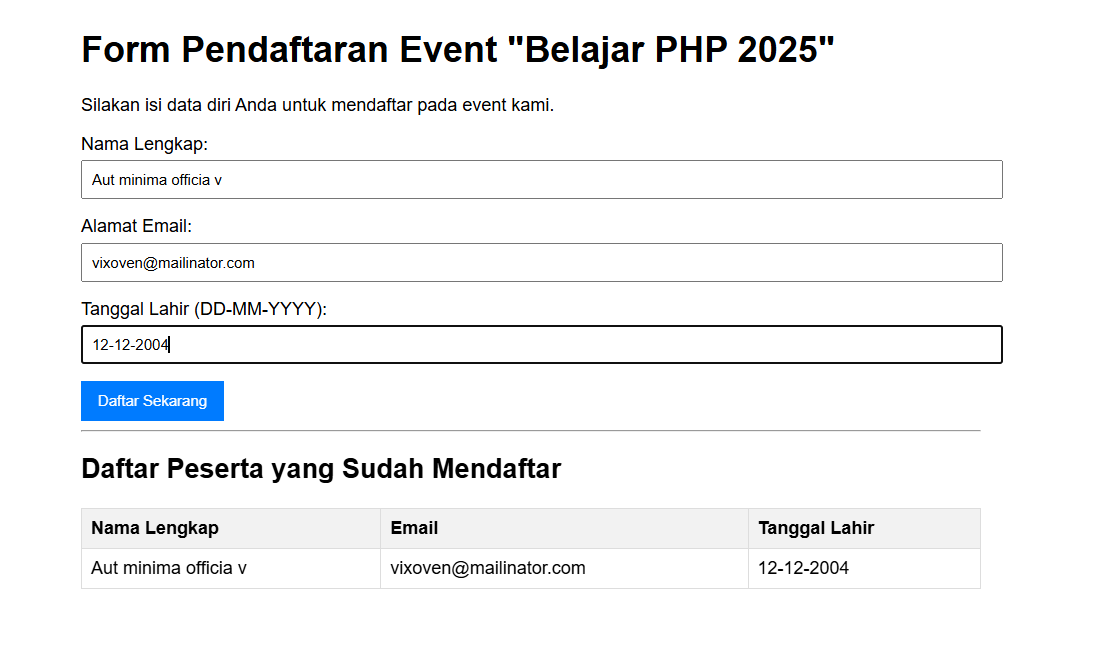 Form Pendaftaran Event "Belajar PHP 2025"
Silakan isi data diri Anda untuk mendaftar pada event kami.
Nama Lengkap:
Aut minima officia v
Alamat Email:
vixoven@mailinator.com
Tanggal Lahir (DD-MM-YYYY):
12-12-2004
Daftar Sekarang
Daftar Peserta yang Sudah Mendaftar
Nama Lengkap Email Tanggal Lahir
Aut minima officia v vixoven@mailinator.com 12-12-2004